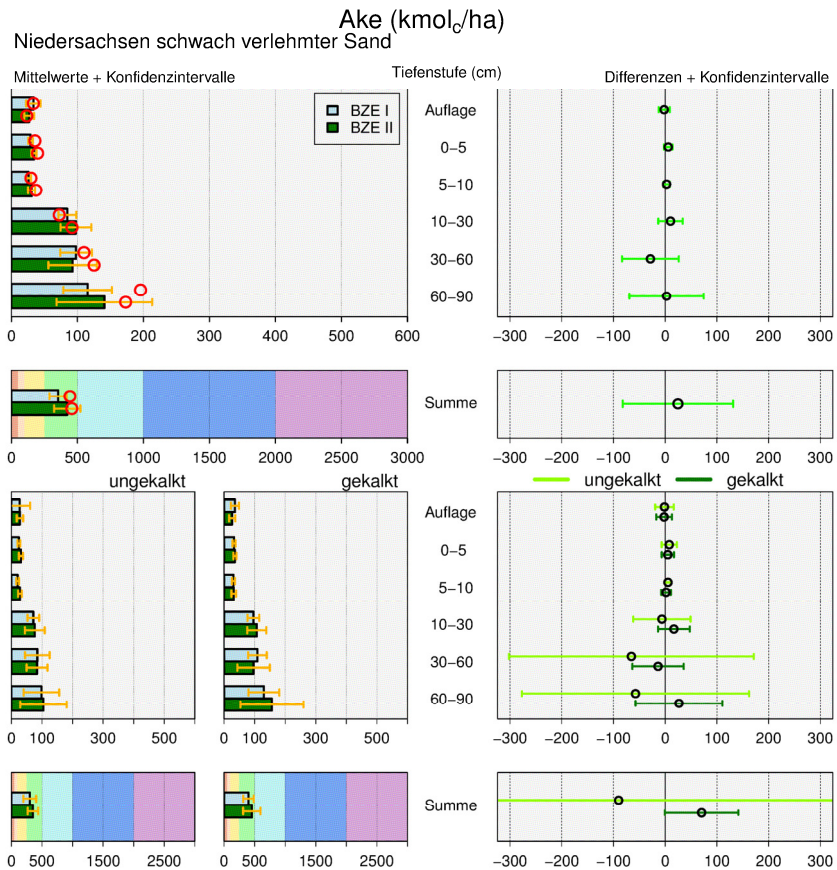 Ake (kmolc/ha)
Niedersachsen schwach verlehmter Sand
Mittelwerte + Konfidenzintervalle
Tiefenstufe (cm)
Differenzen + Konfidenzintervalle
BZE I
BZE II
Auflage
0−5
5−10
10−30
30−60
60−90
0 100 200 300 400 500 600
−300 −200 −100 0 100 200 300
Summe
0 500 1000 1500 2000 2500 3000
−300 −200 −100 0 100 200 300
ungekalkt
gekalkt
ungekalkt gekalkt
Auflage
0−5
5−10
10−30
30−60
60−90
0 100 300 500
0 100 300 500
−300 −200 −100 0 100 200 300
Summe
0 500 1500 2500
0 500 1500 2500
−300 −200 −100 0 100 200 300